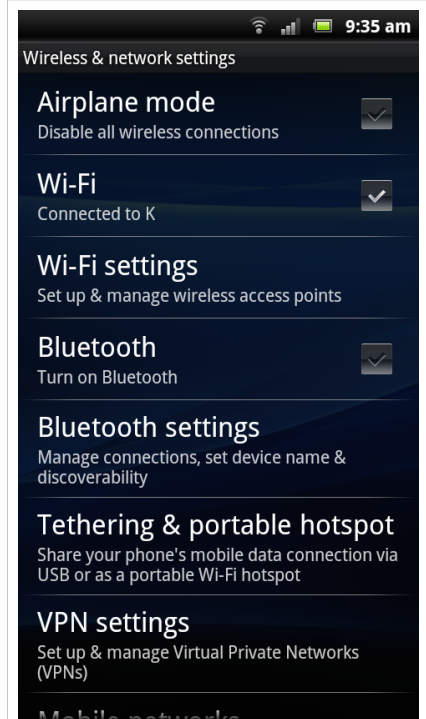 9:35 am
Wireless & network settings
Airplane mode
Disable all wireless connections
Wi-Fi
Connected to K
Wi-Fi settings
Set up & manage wireless access points
Bluetooth
Turn on Bluetooth
Bluetooth settings
Manage connections, set device name &
discoverability
Tethering & portable hotspot
Share your phone's mobile data connection via
USB or as a portable Wi-Fi hotspot
VPN settings
Set up & manage Virtual Private Networks
(VPNs)
Mobile networks